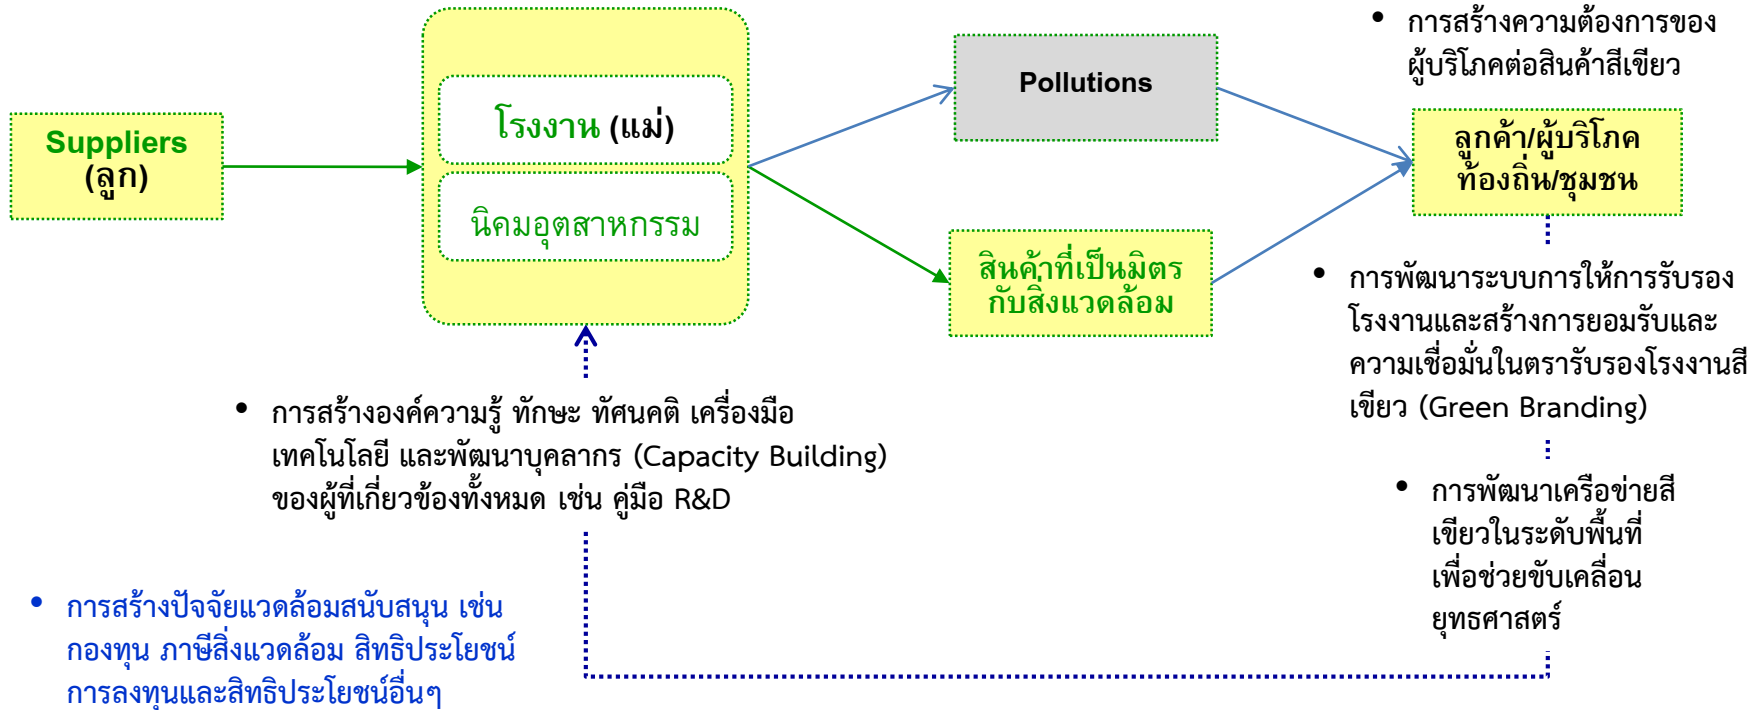 Suppliers
(ลูก)
โรงงาน (แม่)
นิคมอุตสาหกรรม
Pollutions
สินค้าที่เป็นมิตร
กับสิ่งแวดล้อม
• การสร้างความต้องการของ
ผู้บริโภคต่อสินค้าสีเขียว
ลูกค้า/ผู้บริโภค
ท้องถิ่น/ชุมชน
• การพัฒนาระบบการให้การรับรอง
โรงงานและสร้างการยอมรับและ
ความเชื่อมั่นในตรารับรองโรงงานสี
เขียว (Green Branding)
• การสร้างองค์ความรู้ ทักษะ ทัศนคติ เครื่องมือ
เทคโนโลยี และพัฒนาบุคลากร (Capacity Building)
ของผู้ที่เกี่ยวข้องทั้งหมด เช่น คู่มือ R&D
• การพัฒนาเครือข่ายสี
เขียวในระดับพื้นที่
เพื่อช่วยขับเคลื่อน
ยุทธศาสตร์
• การสร้างปัจจัยแวดล้อมสนับสนุน เช่น
กองทุน ภาษีสิ่งแวดล้อม สิทธิประโยชน์
การลงทุนและสิทธิประโยชน์อื่นๆ